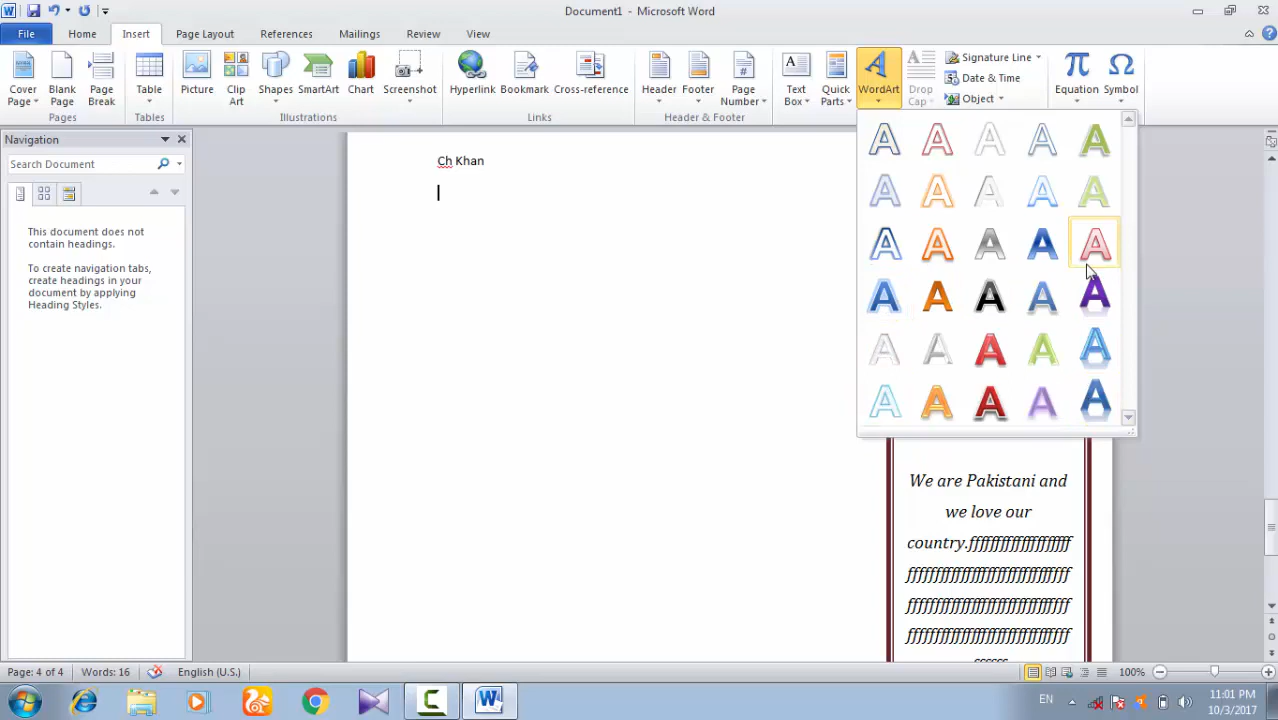 Document1 - Microsoft Word
File Home Insert Page Layout References Mailings Review View
Cover Page
Blank Page
Page Break
Table
Picture
Clip Art
Shapes
SmartArt
Chart
Screenshot
Hyperlink
Bookmark
Cross-reference
Header
Footer
Page Number
Text Box
Quick Parts
WordArt
Drop Cap
Signature Line
Date & Time
Object
Equation
Symbol
Pages Tables Illustrations Links Header & Footer
Navigation
Search Document
This document does not
contain headings.
To create navigation tabs,
create headings in your
document by applying
Heading Styles.
Ch Khan
A A A A A
A A A A A
A A A A A
A A A A A
A A A A A
A A A A A
We are Pakistani and
we love our
country.
Page: 4 of 4 Words: 16 English (U.S.) 100%
EN
11:01 PM
10/3/2017